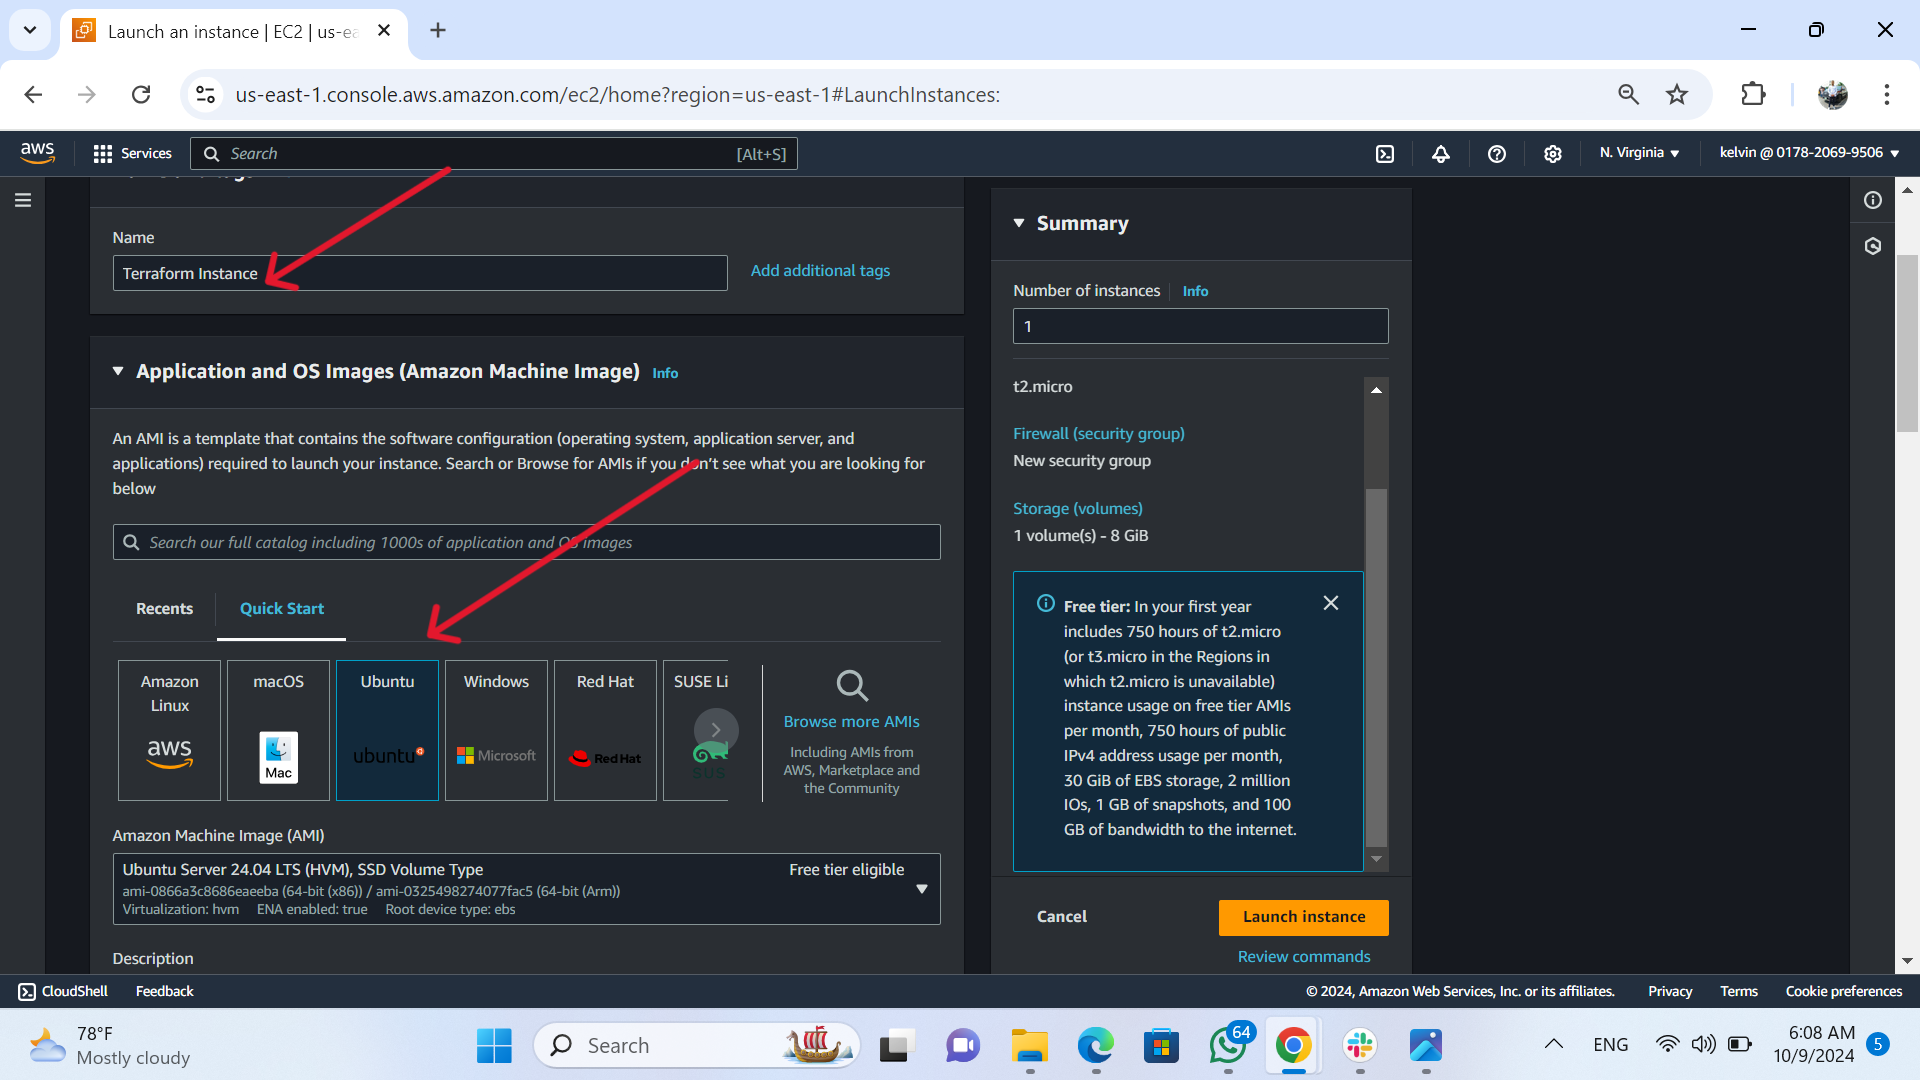 Launch an instance | EC2 | us-ea
us-east-1.console.aws.amazon.com/ec2/home?region=us-east-1#LaunchInstances:
aws
Services
Search
[Alt+S]
N. Virginia
kelvin @ 0178-2069-9506
Name
Terraform Instance
Add additional tags
Application and OS Images (Amazon Machine Image)
Info
An AMI is a template that contains the software configuration (operating system, application server, and
applications) required to launch your instance. Search or Browse for AMIs if you don't see what you are looking for
below
Search our full catalog including 1000s of application and OS images
Recents
Quick Start
Amazon
Linux
aws
macOS
Mac
Ubuntu
ubuntu
Windows
Microsoft
Red Hat
Red Hat
SUSE Li
SUS
Browse more AMIs
Including AMIs from
AWS, Marketplace and
the Community
Amazon Machine Image (AMI)
Ubuntu Server 24.04 LTS (HVM), SSD Volume Type
Free tier eligible
ami-0866a3c8686eaeeba (64-bit (x86)) / ami-0325498274077fac5 (64-bit (Arm))
Virtualization: hvm ENA enabled: true Root device type: ebs
Description
Summary
Number of instances
Info
1
t2.micro
Firewall (security group)
New security group
Storage (volumes)
1 volume(s) - 8 GiB
Free tier: In your first year
includes 750 hours of t2.micro
(or t3.micro in the Regions in
which t2.micro is unavailable)
instance usage on free tier AMIs
per month, 750 hours of public
IPv4 address usage per month,
30 GiB of EBS storage, 2 million
IOs, 1 GB of snapshots, and 100
GB of bandwidth to the internet.
Cancel
Launch instance
Review commands
CloudShell
Feedback
© 2024, Amazon Web Services, Inc. or its affiliates.
Privacy
Terms
Cookie preferences
78°F
Mostly cloudy
Search
64
ENG
6:08 AM
10/9/2024
5